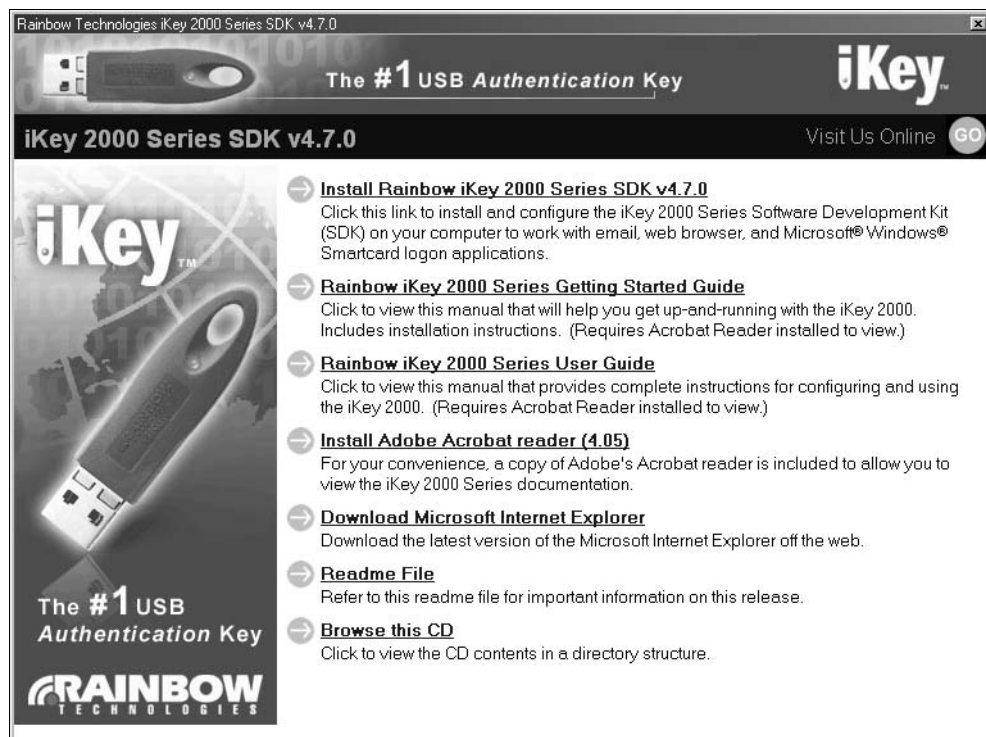 Rainbow Technologies iKey 2000 Series SDK v4.7.0
The #1 USB Authentication Key
iKey™
iKey 2000 Series SDK v4.7.0
Visit Us Online GO
iKey™
The #1 USB
Authentication Key
RAINBOW
TECHNOLOGIES
Install Rainbow iKey 2000 Series SDK v4.7.0
Click this link to install and configure the iKey 2000 Series Software Development Kit
(SDK) on your computer to work with email, web browser, and Microsoft® Windows®
Smartcard logon applications.
Rainbow iKey 2000 Series Getting Started Guide
Click to view this manual that will help you get up-and-running with the iKey 2000.
Includes installation instructions. (Requires Acrobat Reader installed to view.)
Rainbow iKey 2000 Series User Guide
Click to view this manual that provides complete instructions for configuring and using
the iKey 2000. (Requires Acrobat Reader installed to view.)
Install Adobe Acrobat reader (4.05)
For your convenience, a copy of Adobe's Acrobat reader is included to allow you to
view the iKey 2000 Series documentation.
Download Microsoft Internet Explorer
Download the latest version of the Microsoft Internet Explorer off the web.
Readme File
Refer to this readme file for important information on this release.
Browse this CD
Click to view the CD contents in a directory structure.